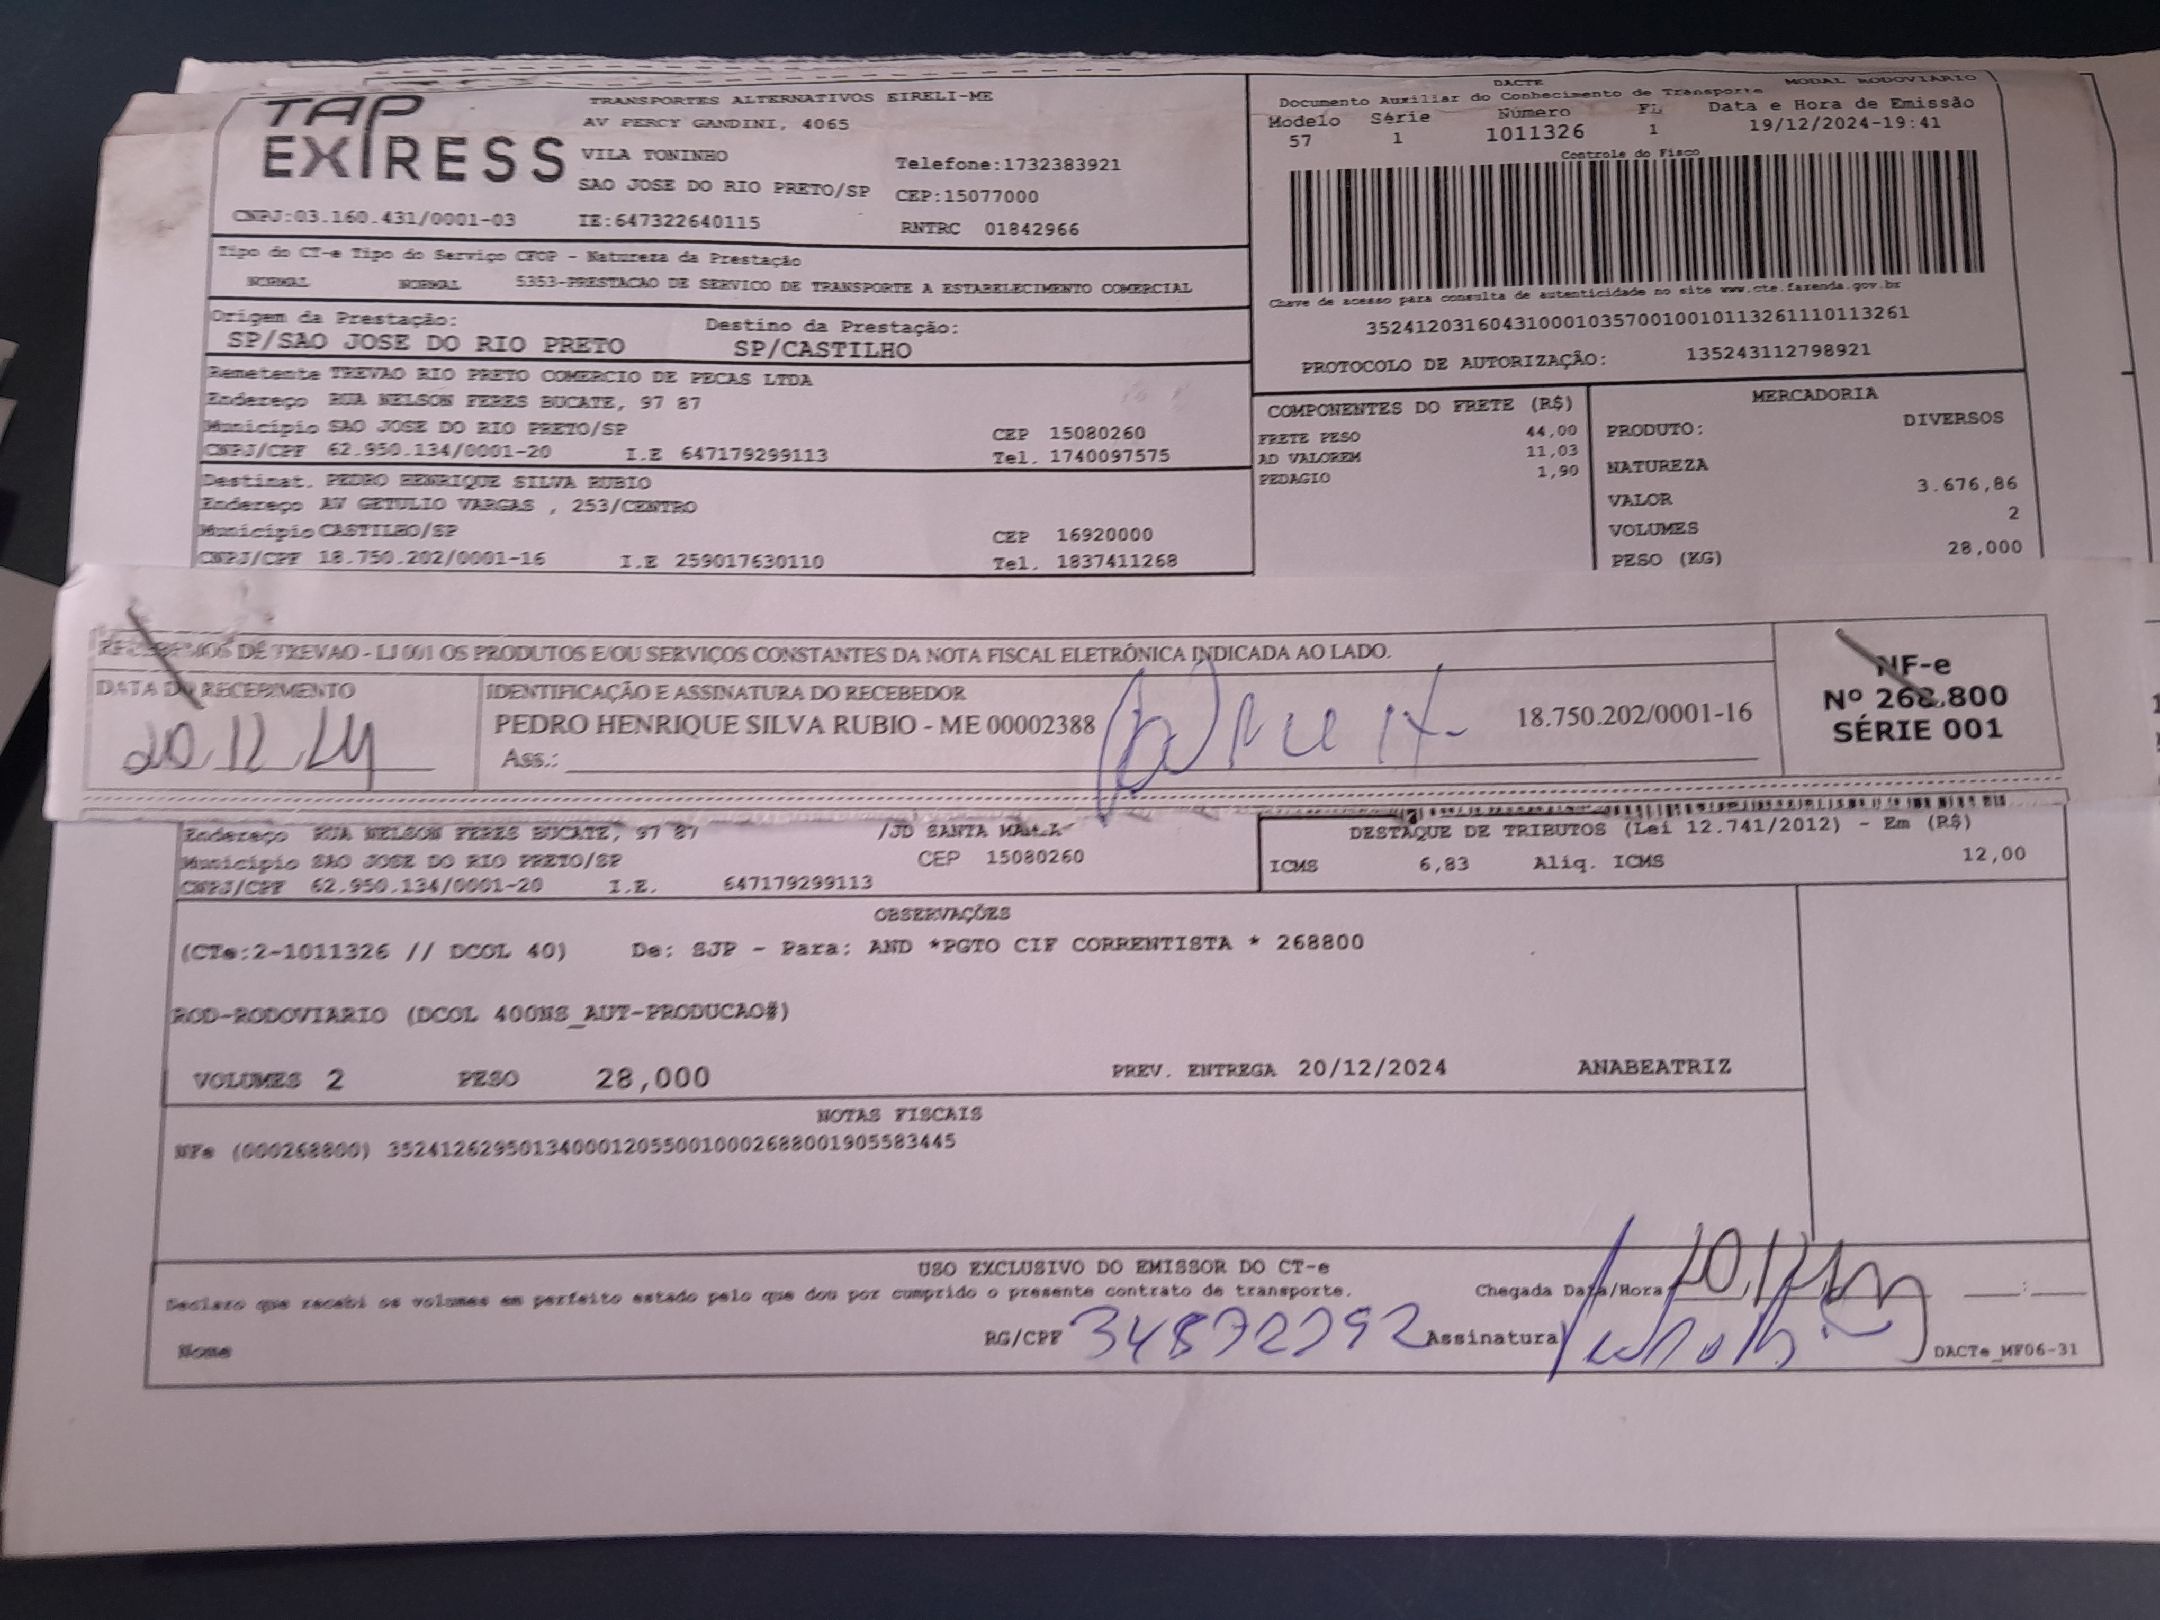 TAP
EXPRESS
TRANSPORTES ALTERNATIVOS EIRELI-ME
AV PERCY GANDINI, 4065
VILA TONINHO
Telefone:1732383921
SAO JOSE DO RIO PRETO/SP CEP:15077000
CNPJ:03.160.431/0001-03 IE:647322640115 RNTRC 01842966
DACTE MODAL RODOVIÁRIO
Documento Auxiliar do Conhecimento de Transporte
Modelo Série Número FL Data e Hora de Emissão
57 1 1011326 1 19/12/2024-19:41
Controle do Fisco
Chave de acesso para consulta de autenticidade no site www.cte.fazenda.gov.br
35241203160431000103570010010113261110113261
PROTOCOLO DE AUTORIZAÇÃO: 135243112798921
Tipo do CT-e Tipo do Serviço CFOP - Natureza da Prestação
NORMAL NORMAL 5353-PRESTACAO DE SERVICO DE TRANSPORTE A ESTABELECIMENTO COMERCIAL
Origem da Prestação: Destino da Prestação:
SP/SAO JOSE DO RIO PRETO SP/CASTILHO
Remetente TREVAO RIO PRETO COMERCIO DE PECAS LTDA
Endereço RUA NELSON FERES BUCATE, 97 87
Município SAO JOSE DO RIO PRETO/SP CEP 15080260
CNPJ/CPF 62.950.134/0001-20 I.E 647179299113 Tel. 1740097575
Destinat. PEDRO HENRIQUE SILVA RUBIO
Endereço AV GETULIO VARGAS , 253/CENTRO
Município CASTILHO/SP CEP 16920000
CNPJ/CPF 18.750.202/0001-16 I.E 259017630110 Tel. 1837411268
COMPONENTES DO FRETE (R$)
FRETE PESO 44,00
AD VALOREM 11,03
PEDAGIO 1,90
MERCADORIA
PRODUTO: DIVERSOS
NATUREZA
VALOR 3.676,86
VOLUMES 2
PESO (KG) 28,000
RECEBEMOS DE TREVAO - LJ 001 OS PRODUTOS E/OU SERVIÇOS CONSTANTES DA NOTA FISCAL ELETRÔNICA INDICADA AO LADO.
DATA DO RECEBIMENTO
20.12.24
IDENTIFICAÇÃO E ASSINATURA DO RECEBEDOR
PEDRO HENRIQUE SILVA RUBIO - ME 00002388 18.750.202/0001-16
Ass.:
NF-e
Nº 268.800
SÉRIE 001
Endereço RUA NELSON FERES BUCATE, 97 87 /JD SANTA
Município SAO JOSE DO RIO PRETO/SP CEP 15080260
CNPJ/CPF 62.950.134/0001-20 I.E. 647179299113
DESTAQUE DE TRIBUTOS (Lei 12.741/2012) - Em (R$)
ICMS 6,83 Aliq. ICMS 12,00
OBSERVAÇÕES
(CTe:2-1011326 // DCOL 40) De: SJP - Para: AND *PGTO CIF CORRENTISTA * 268800
ROD-RODOVIARIO (DCOL 400NS_AUT-PRODUCAO#)
VOLUMES 2 PESO 28,000 PREV. ENTREGA 20/12/2024 ANABEATRIZ
NOTAS FISCAIS
NFe (000268800) 35241262950134000120550010002688001905583445
USO EXCLUSIVO DO EMISSOR DO CT-e
Declaro que recebi os volumes em perfeito estado pelo que dou por cumprido o presente contrato de transporte. Chegada Data/Hora
Nome RG/CPF Assinatura DACTe_MF06-31